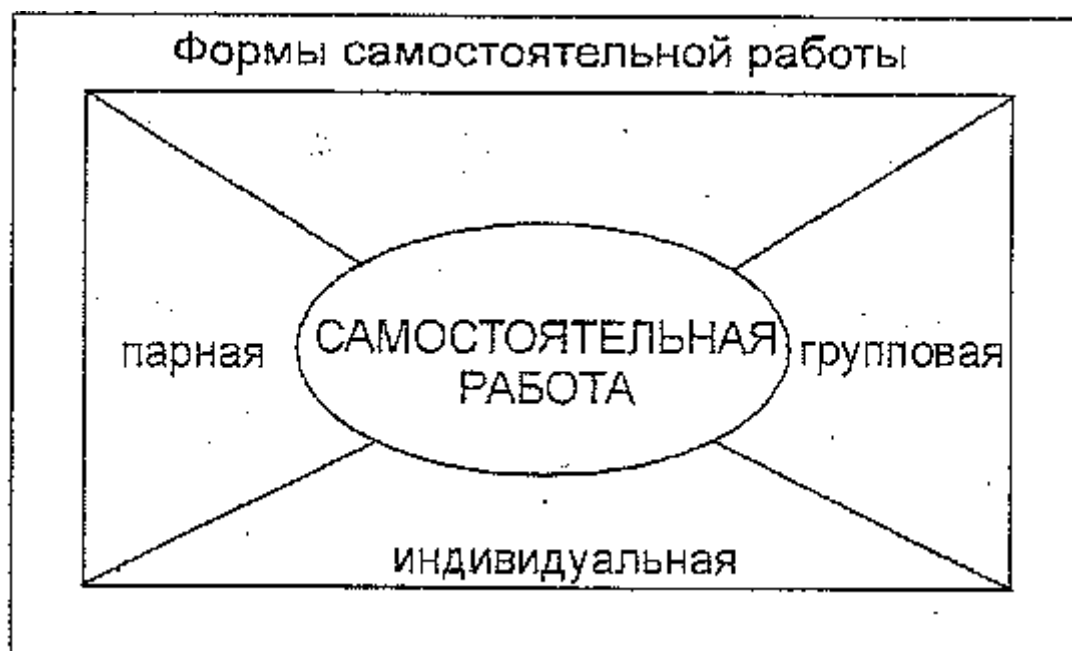 Формы самостоятельной работы
парная
САМОСТОЯТЕЛЬНАЯ
РАБОТА
групповая
индивидуальная